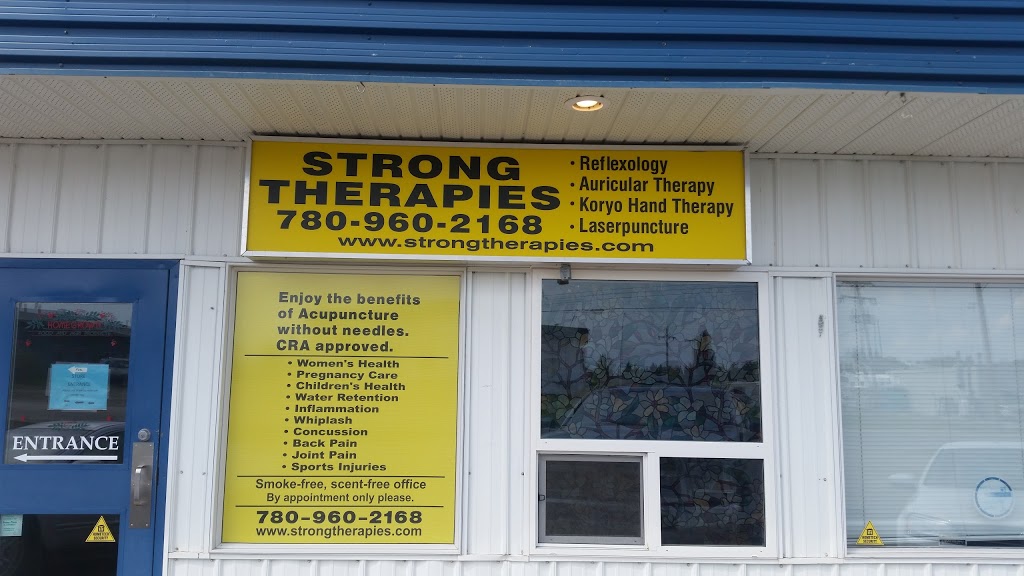 STRONG
THERAPIES
780-960-2168
• Reflexology
• Auricular Therapy
• Koryo Hand Therapy
• Laserpuncture
www.strongtherapies.com
Enjoy the benefits
of Acupuncture
without needles.
CRA approved.
• Women's Health
• Pregnancy Care
• Children's Health
• Water Retention
• Inflammation
• Whiplash
• Concussion
• Back Pain
• Joint Pain
• Sports Injuries
Smoke-free, scent-free office
By appointment only please.
780-960-2168
www.strongtherapies.com
ENTRANCE